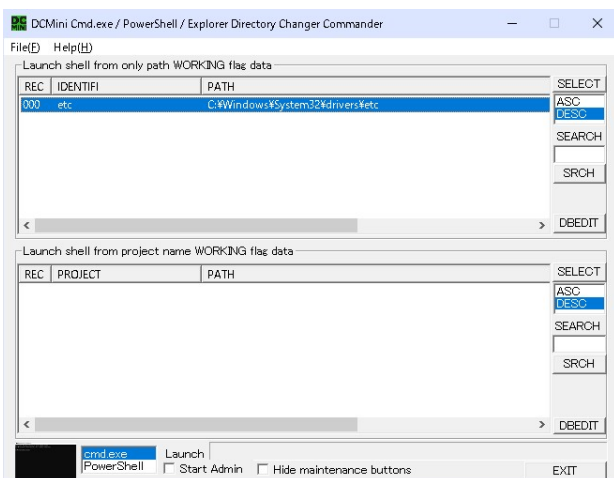 DC MINI DCMini Cmd.exe / PowerShell / Explorer Directory Changer Commander
File(F) Help(H)
Launch shell from only path WORKING flag data
REC IDENTIFI PATH SELECT
000 etc C:¥Windows¥System32¥drivers¥etc ASC
DESC
SEARCH
SRCH
DBEDIT
Launch shell from project name WORKING flag data
REC PROJECT PATH SELECT
ASC
DESC
SEARCH
SRCH
DBEDIT
cmd.exe Launch
PowerShell Start Admin Hide maintenance buttons EXIT